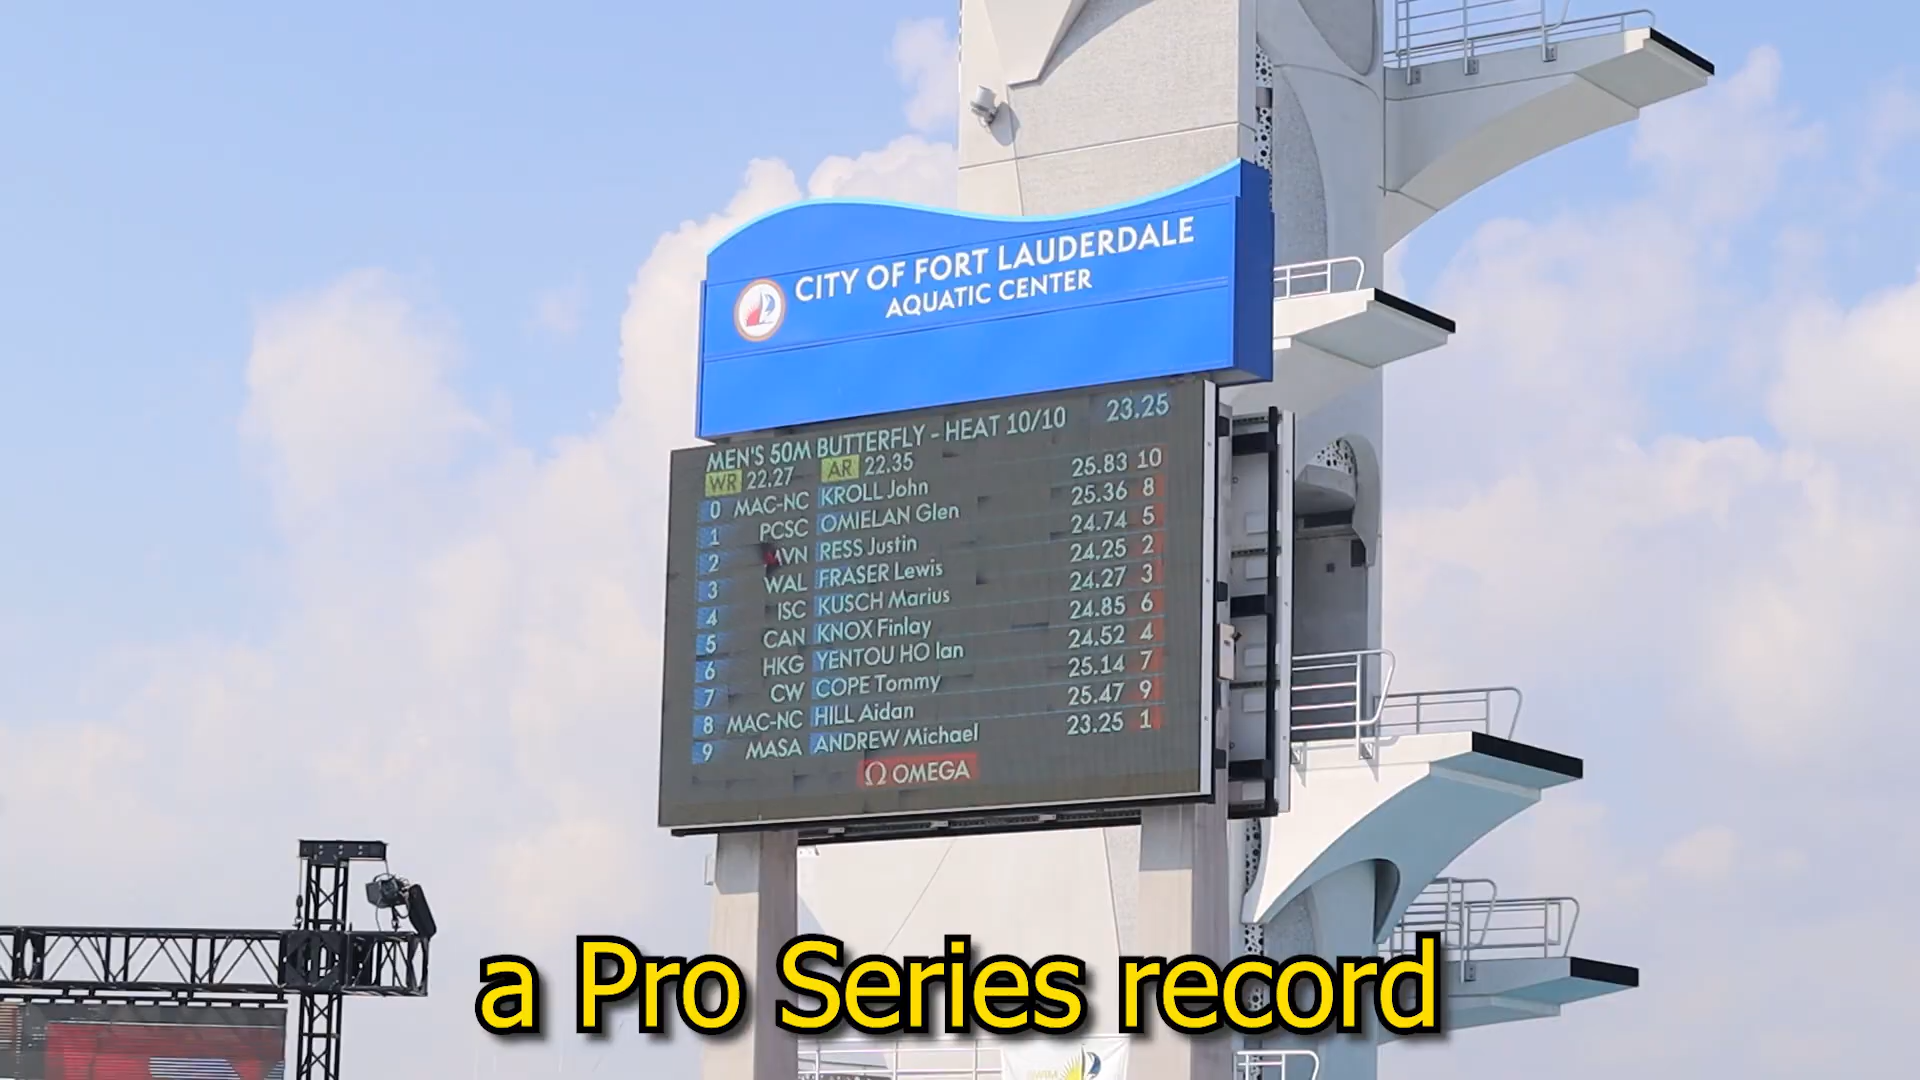 CITY OF FORT LAUDERDALE
AQUATIC CENTER
MEN'S 50M BUTTERFLY - HEAT 10/10 23.25
WR 22.27 AR 22.35
0 MAC-NC KROLL John 25.83 10
1 PCSC OMIELAN Glen 25.36 8
2 MVN RESS Justin 24.74 5
3 WAL FRASER Lewis 24.25 2
4 ISC KUSCH Marius 24.27 3
5 CAN KNOX Finlay 24.85 6
6 HKG YENTOU HO Ian 24.52 4
7 CW COPE Tommy 25.14 7
8 MAC-NC HILL Aidan 25.47 9
9 MASA ANDREW Michael 23.25 1
Ω OMEGA
a Pro Series record